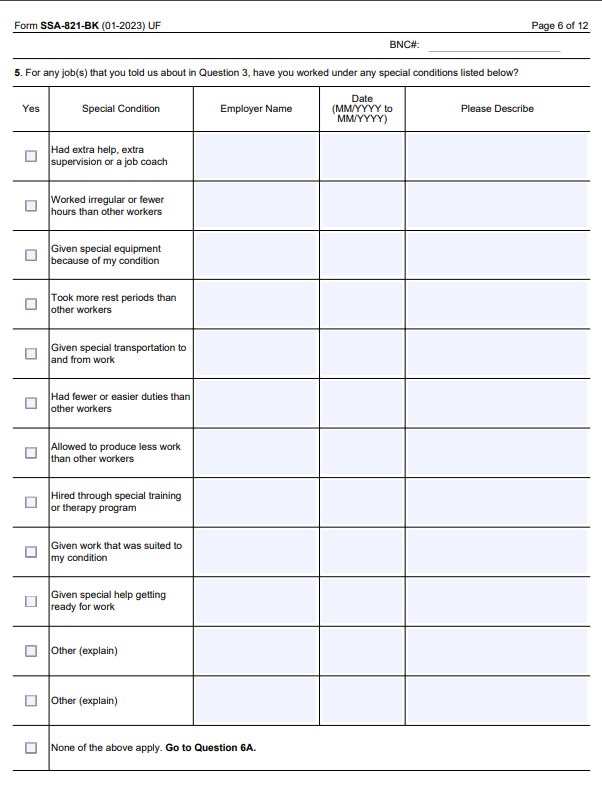 Form SSA-821-BK (01-2023) UF
Page 6 of 12
BNC#:
5. For any job(s) that you told us about in Question 3, have you worked under any special conditions listed below?
Yes
Special Condition
Employer Name
Date
(MM/YYYY to
MM/YYYY)
Please Describe
Had extra help, extra
supervision or a job coach
Worked irregular or fewer
hours than other workers
Given special equipment
because of my condition
Took more rest periods than
other workers
Given special transportation to
and from work
Had fewer or easier duties than
other workers
Allowed to produce less work
than other workers
Hired through special training
or therapy program
Given work that was suited to
my condition
Given special help getting
ready for work
Other (explain)
Other (explain)
None of the above apply. Go to Question 6A.